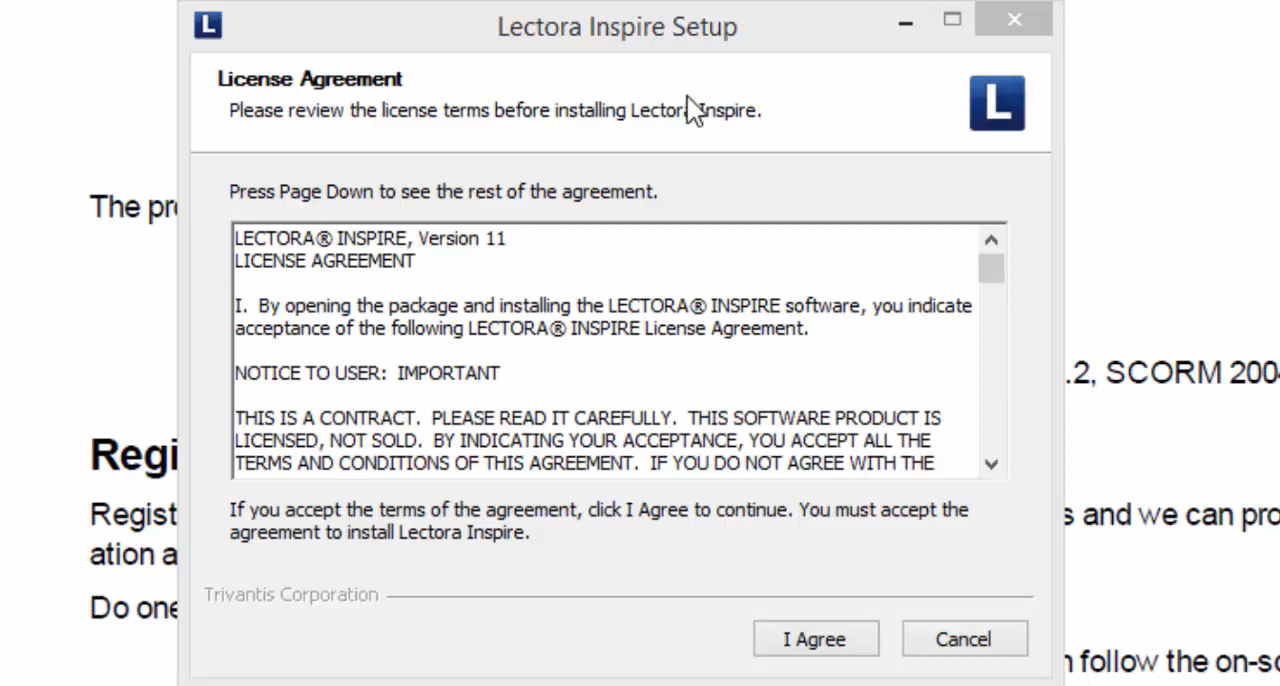 L
Lectora Inspire Setup
License Agreement
Please review the license terms before installing Lectora Inspire.
L
Press Page Down to see the rest of the agreement.
LECTORA® INSPIRE, Version 11
LICENSE AGREEMENT
I. By opening the package and installing the LECTORA® INSPIRE software, you indicate
acceptance of the following LECTORA® INSPIRE License Agreement.
NOTICE TO USER: IMPORTANT
THIS IS A CONTRACT. PLEASE READ IT CAREFULLY. THIS SOFTWARE PRODUCT IS
LICENSED, NOT SOLD. BY INDICATING YOUR ACCEPTANCE, YOU ACCEPT ALL THE
TERMS AND CONDITIONS OF THIS AGREEMENT. IF YOU DO NOT AGREE WITH THE
If you accept the terms of the agreement, click I Agree to continue. You must accept the
agreement to install Lectora Inspire.
Trivantis Corporation
I Agree
Cancel
The pr
.2, SCORM 200
Regi
Regist
s and we can pro
ation a
Do one
follow the on-sc